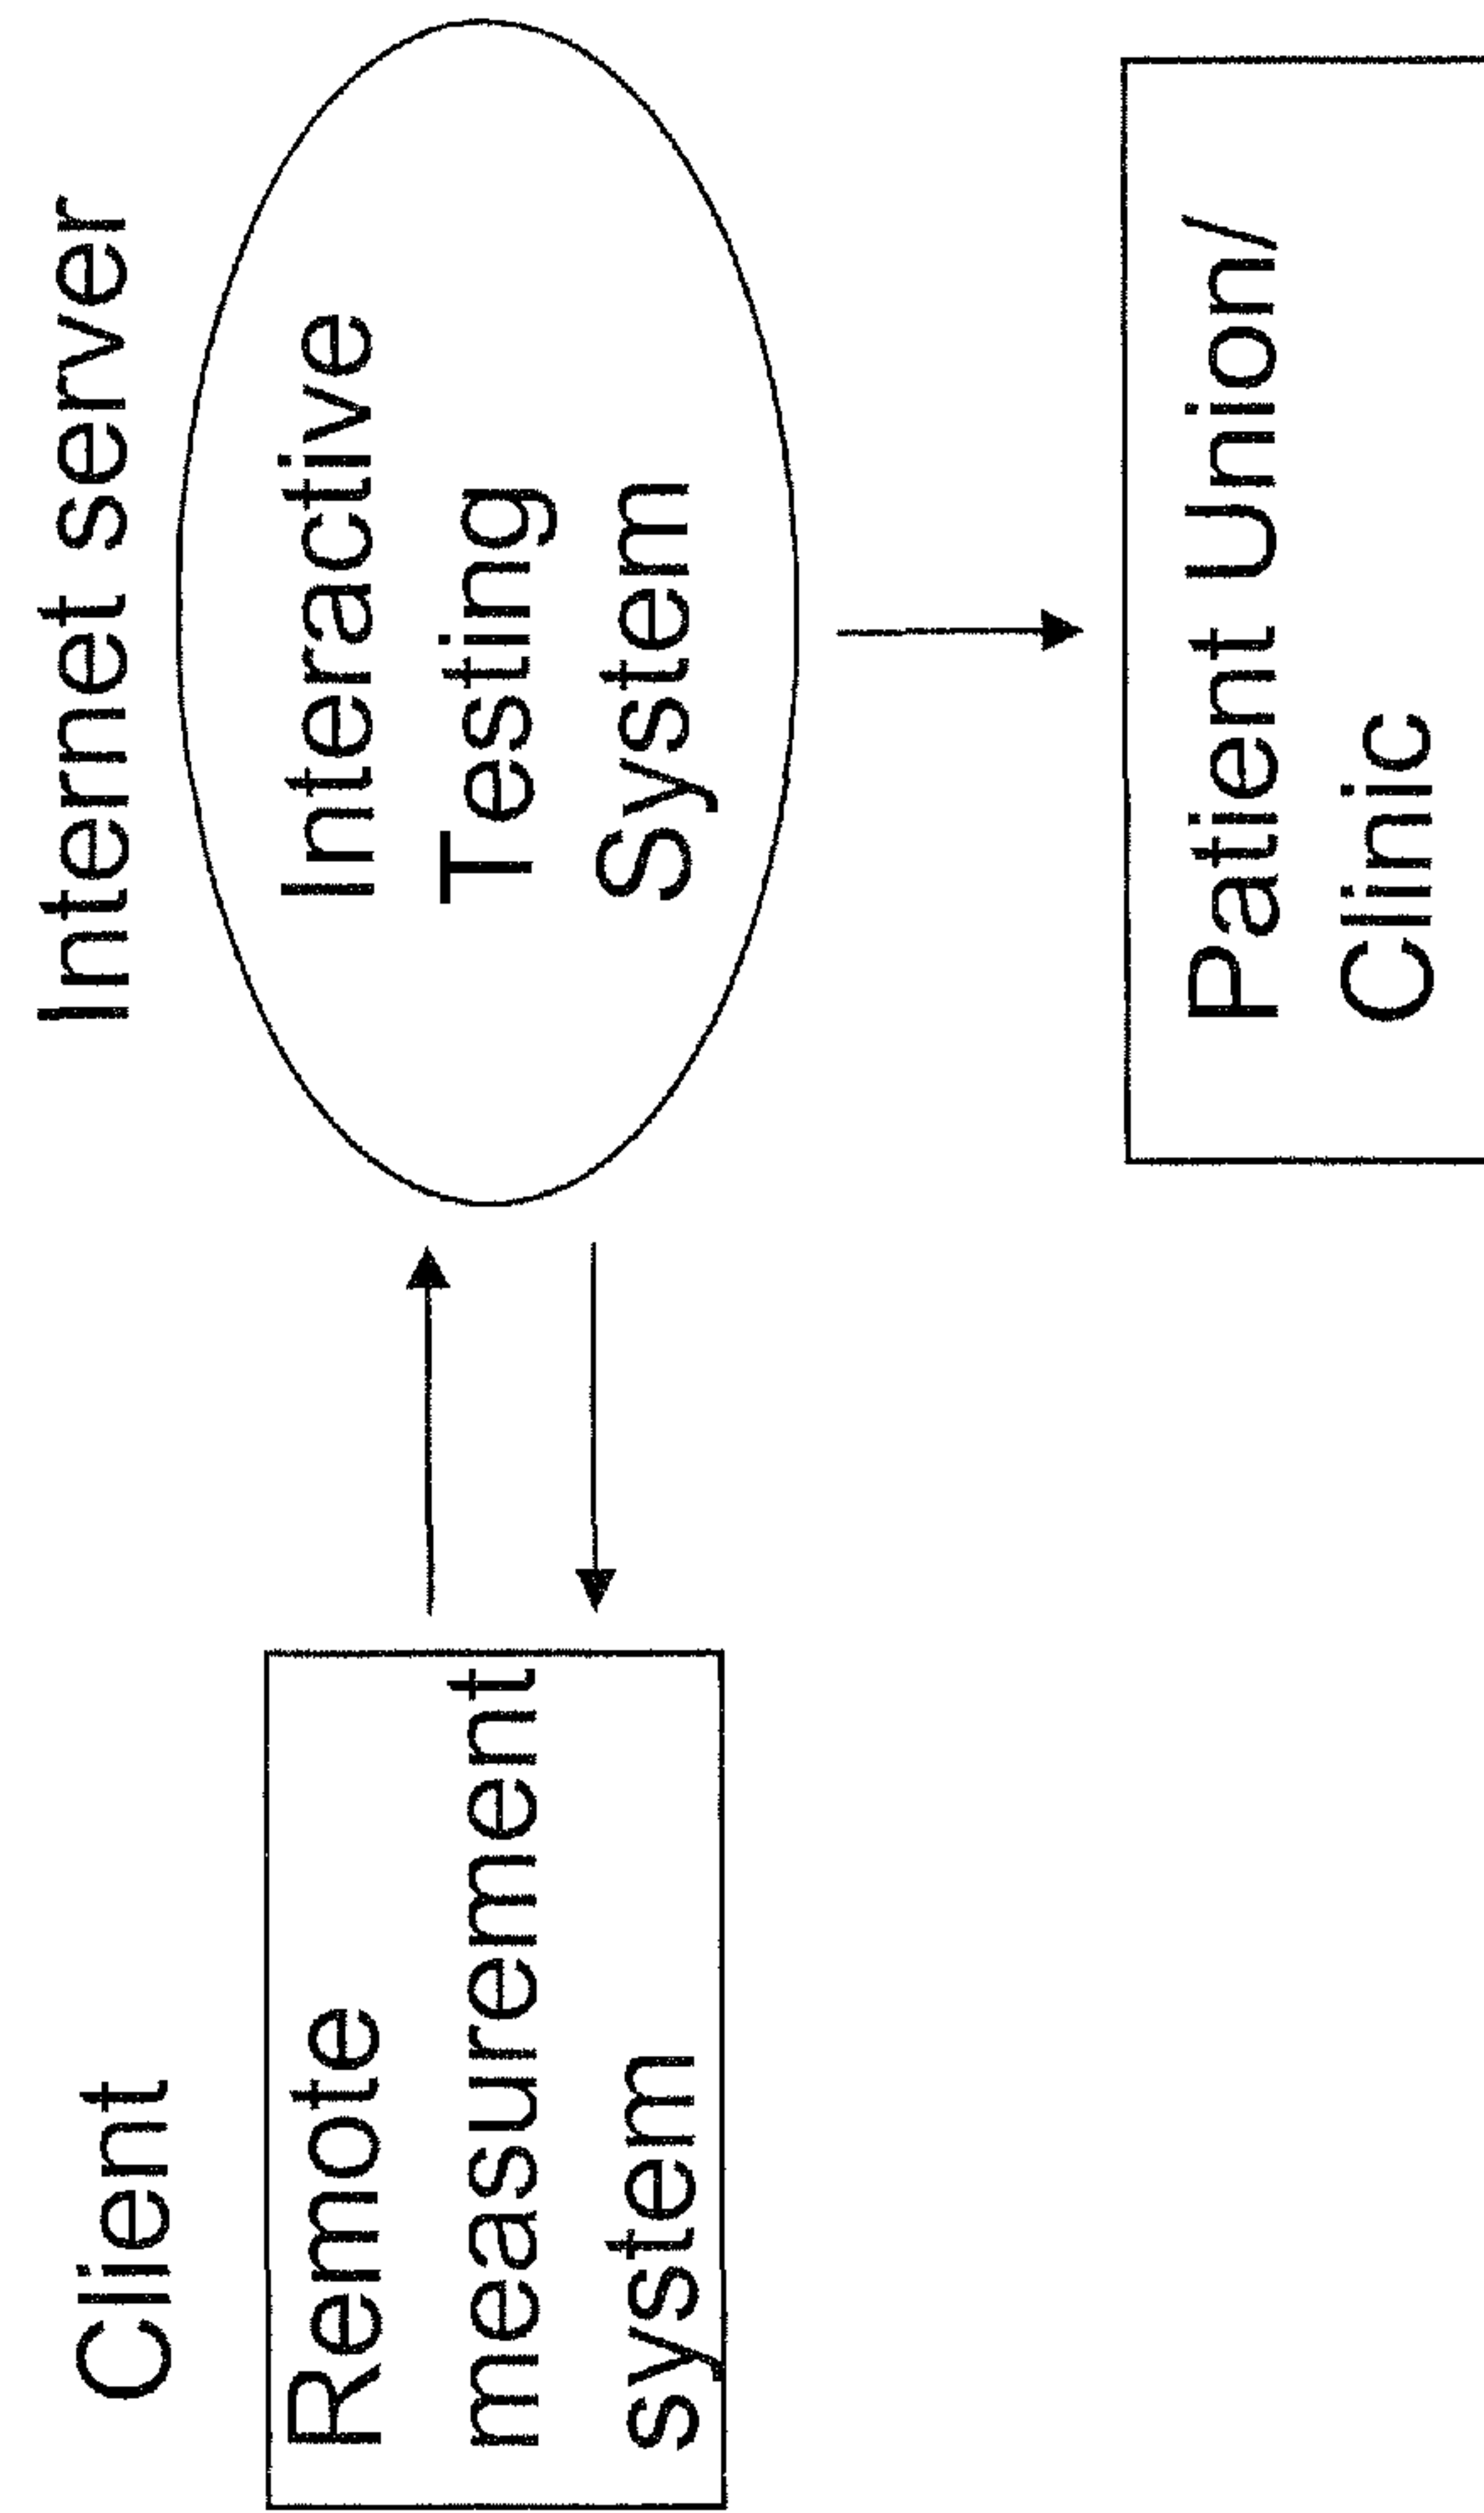 Client
Remote
measurement
system
Internet server
Interactive
Testing
System
Patient Union/
Clinic